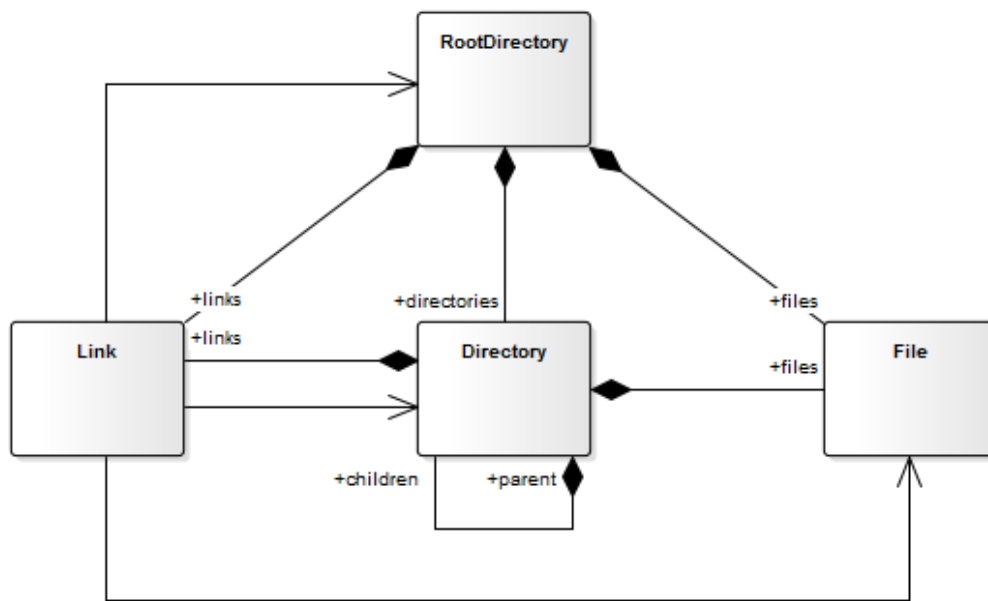 RootDirectory
+links
+directories
+files
+links
Link
Directory
File
+files
+children
+parent